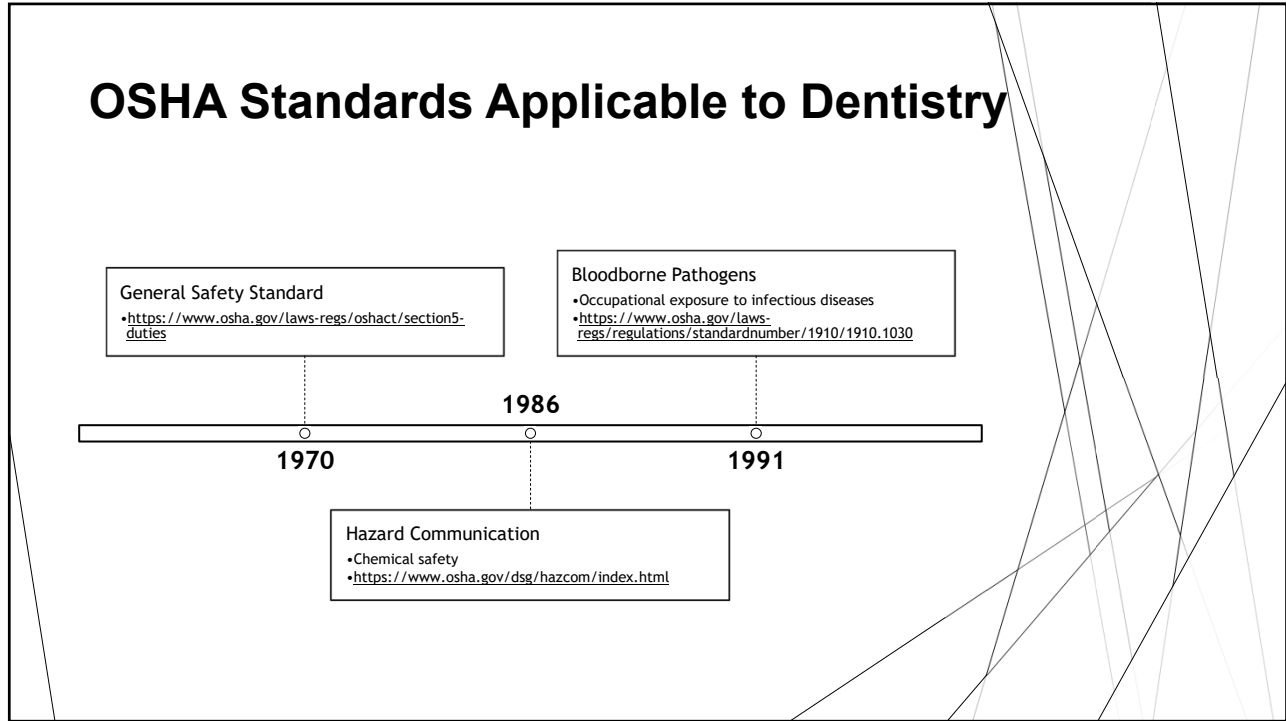 OSHA Standards Applicable to Dentistry
General Safety Standard
•https://www.osha.gov/laws-regs/oshact/section5-
duties
Bloodborne Pathogens
•Occupational exposure to infectious diseases
•https://www.osha.gov/laws-
regs/regulations/standardnumber/1910/1910.1030
1986
1970
1991
Hazard Communication
•Chemical safety
•https://www.osha.gov/dsg/hazcom/index.html